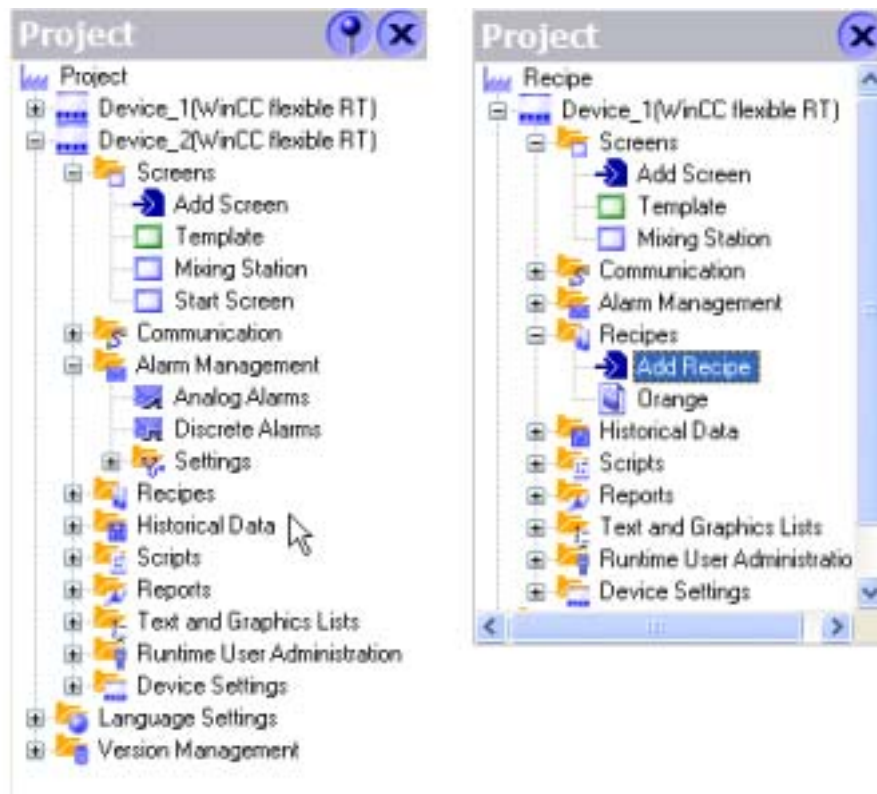 Project
Project
Device_1(WinCC flexible RT)
Device_2(WinCC flexible RT)
Screens
Add Screen
Template
Mixing Station
Start Screen
Communication
Alarm Management
Analog Alarms
Discrete Alarms
Settings
Recipes
Historical Data
Scripts
Reports
Text and Graphics Lists
Runtime User Administration
Device Settings
Language Settings
Version Management
Project
Recipe
Device_1(WinCC flexible RT)
Screens
Add Screen
Template
Mixing Station
Communication
Alarm Management
Recipes
Add Recipe
Orange
Historical Data
Scripts
Reports
Text and Graphics Lists
Runtime User Administratio
Device Settings